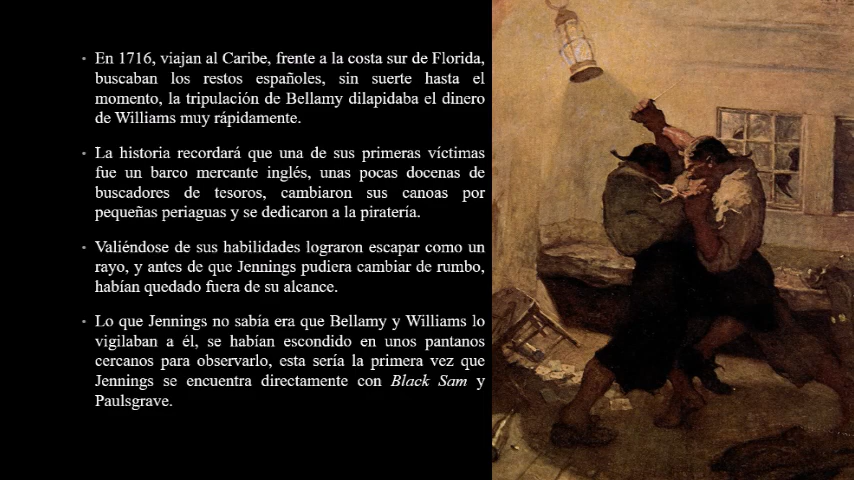 • En 1716, viajan al Caribe, frente a la costa sur de Florida,
buscaban los restos españoles, sin suerte hasta el
momento, la tripulación de Bellamy dilapidaba el dinero
de Williams muy rápidamente.
• La historia recordará que una de sus primeras víctimas
fue un barco mercante inglés, unas pocas docenas de
buscadores de tesoros, cambiaron sus canoas por
pequeñas periaguas y se dedicaron a la piratería.
• Valiéndose de sus habilidades lograron escapar como un
rayo, y antes de que Jennings pudiera cambiar de rumbo,
habían quedado fuera de su alcance.
• Lo que Jennings no sabía era que Bellamy y Williams lo
vigilaban a él, se habían escondido en unos pantanos
cercanos para observarlo, esta sería la primera vez que
Jennings se encuentra directamente con Black Sam y
Paulsgrave.